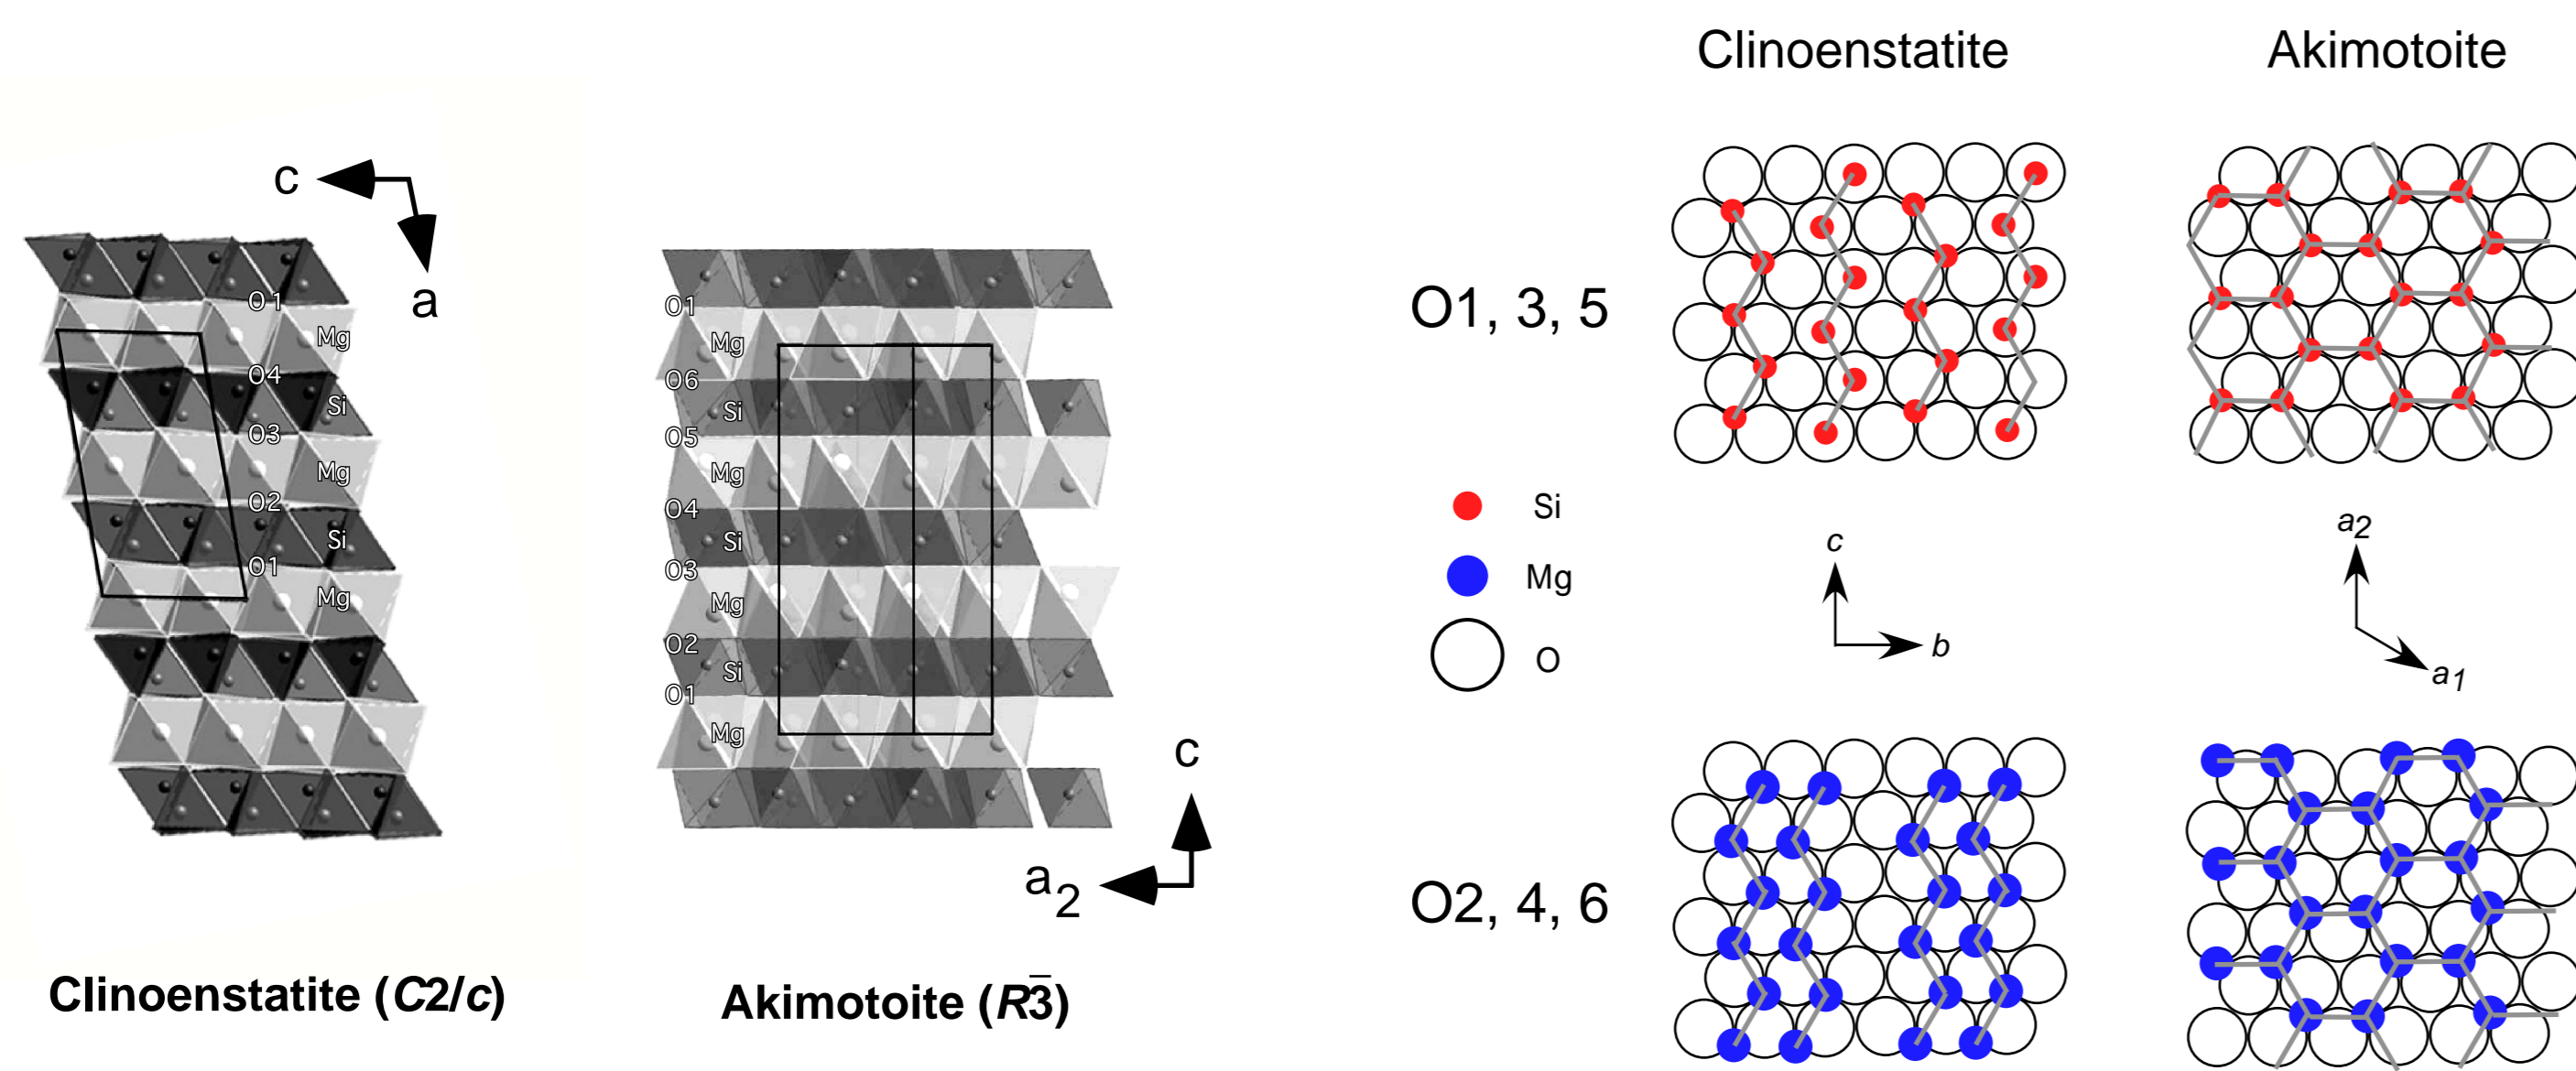 Clinoenstatite
Akimotoite
c
a
O1
Mg
O4
Si
O3
Mg
O2
Si
O1
Mg
Clinoenstatite (C2/c)
O1
Mg
O6
Si
O5
Mg
O4
Si
O3
Mg
O2
Si
O1
Mg
c
a2
Akimotoite (R3̅)
O1, 3, 5
Si
Mg
O
c
b
a2
a1
O2, 4, 6